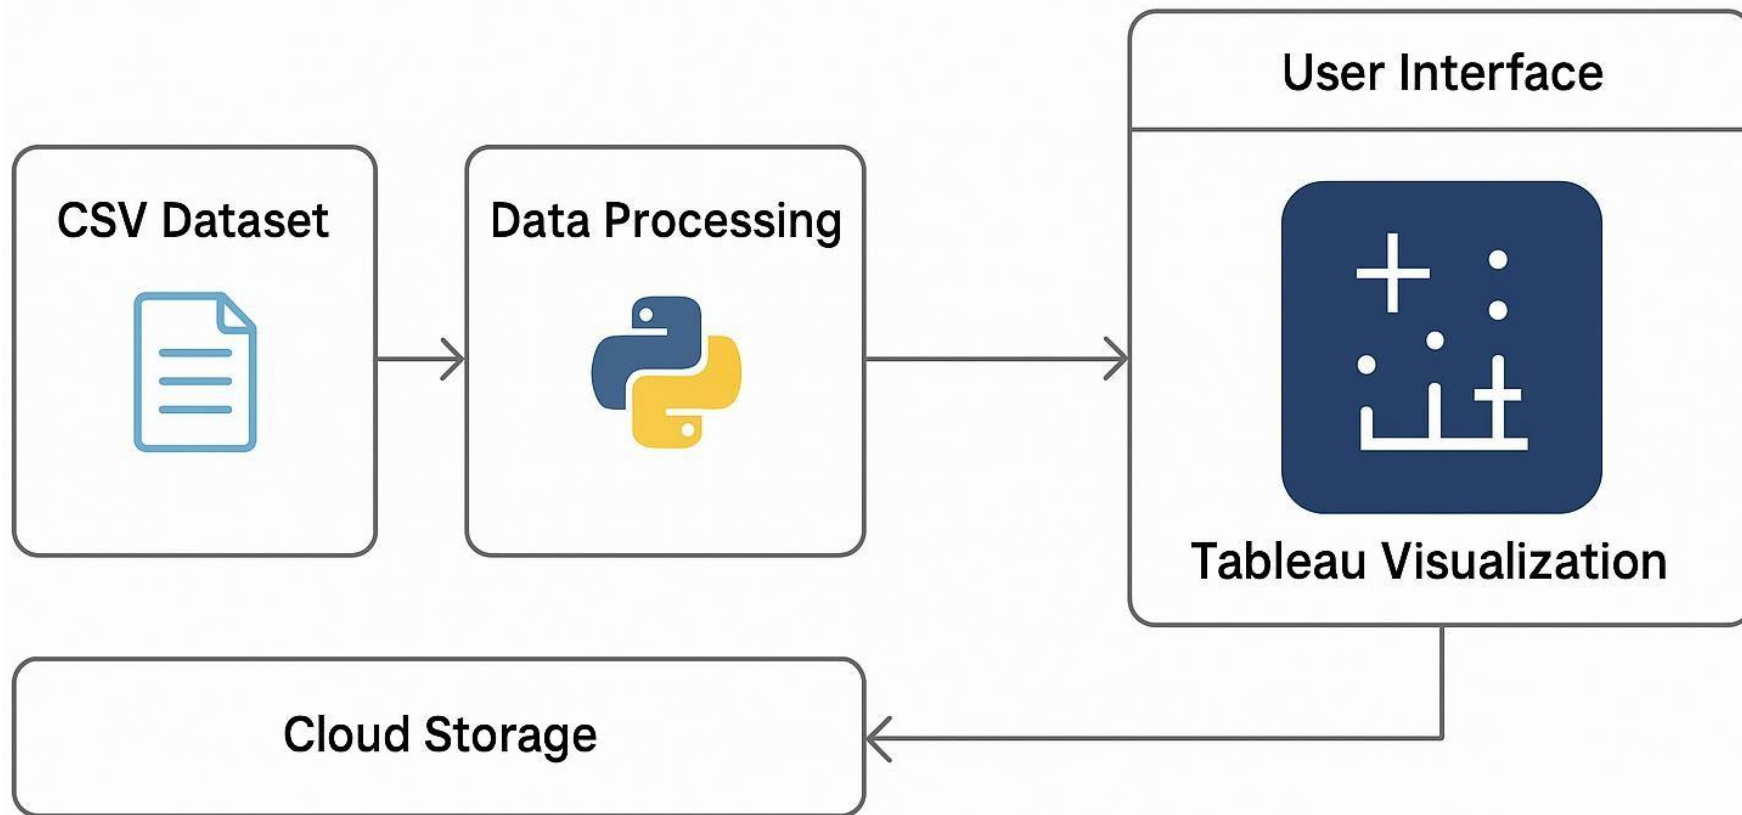 User Interface
CSV Dataset
Data Processing
Tableau Visualization
Cloud Storage